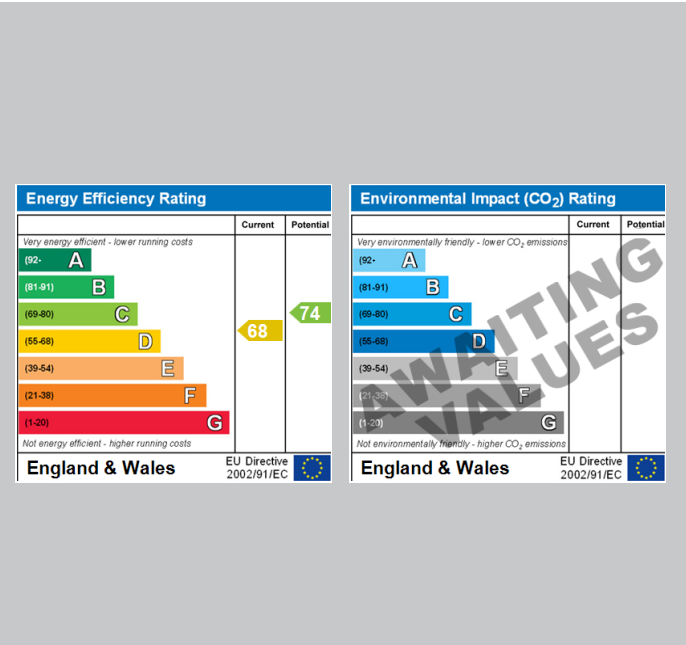 Energy Efficiency Rating
Current Potential
Very energy efficient - lower running costs
(92- A
(81-91) B
(69-80) C
(55-68) D
(39-54) E
(21-38) F
(1-20) G
68
74
Not energy efficient - higher running costs
England & Wales
EU Directive
2002/91/EC
Environmental Impact (CO2) Rating
Current Potential
Very environmentally friendly - lower CO2 emissions
(92- A
(81-91) B
(69-80) C
(55-68) D
(39-54) E
(21-38) F
(1-20) G
AWAITING
VALUES
Not environmentally friendly - higher CO2 emissions
England & Wales
EU Directive
2002/91/EC